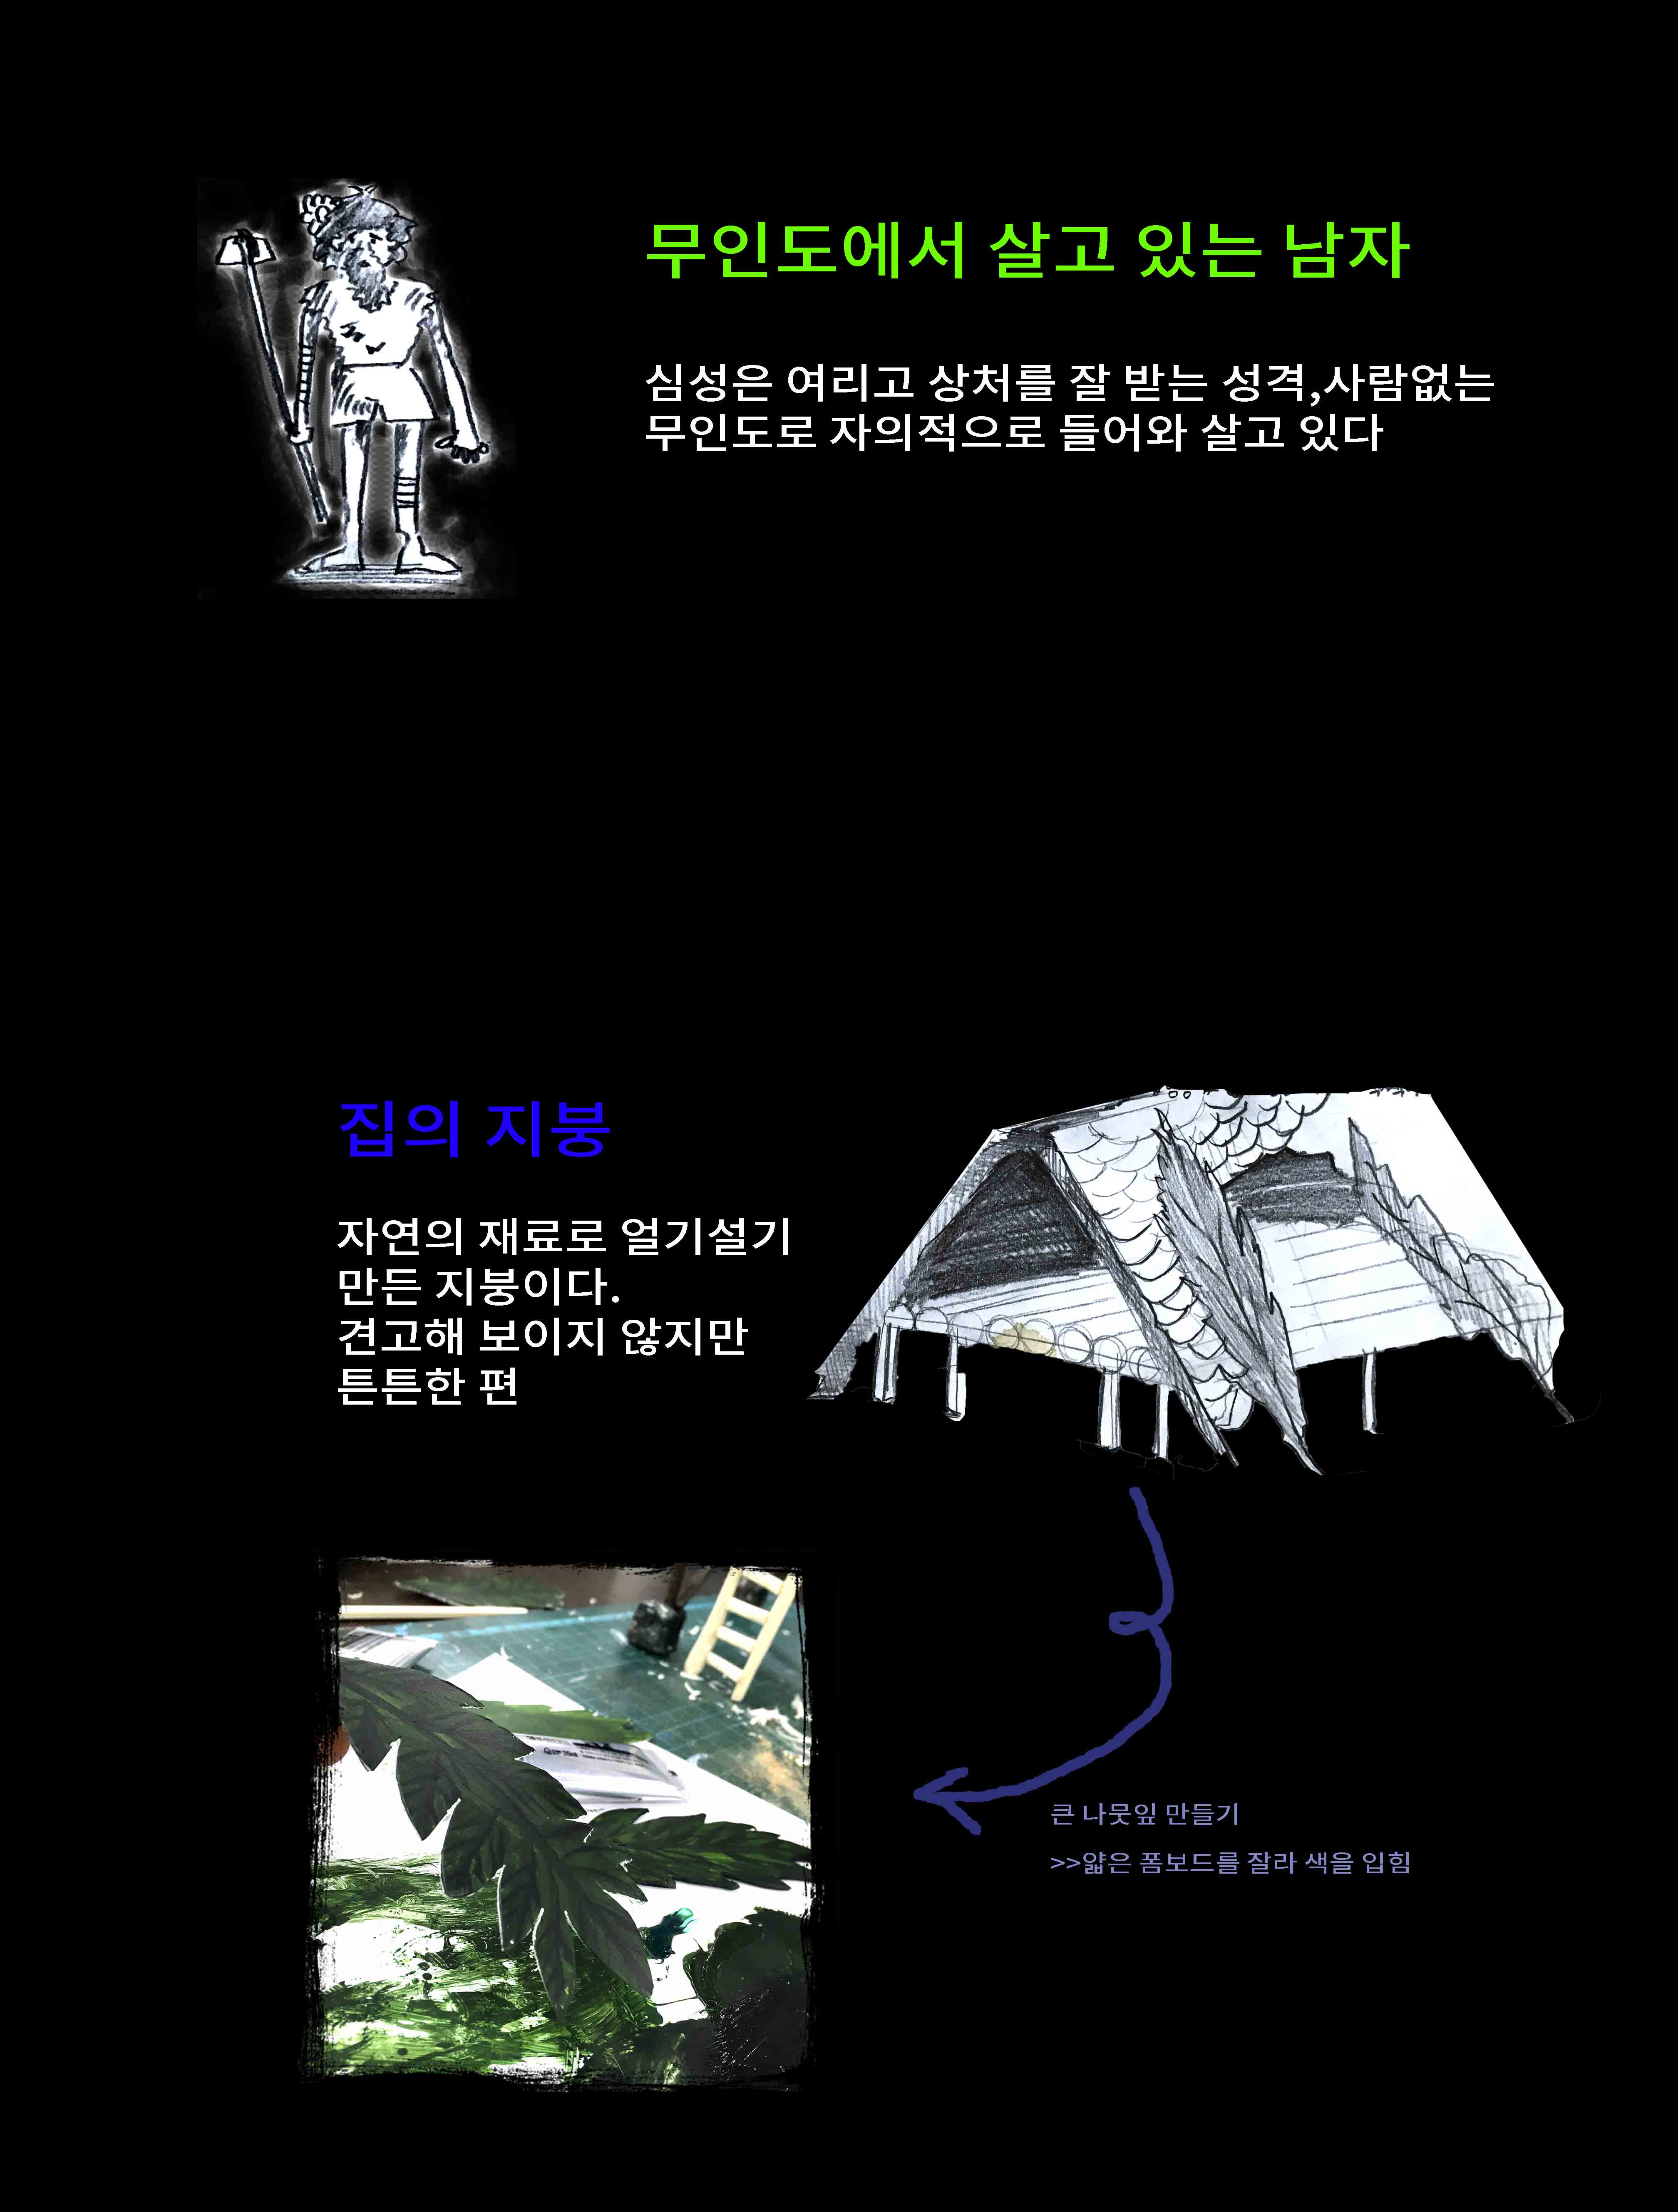 무인도에서 살고 있는 남자
심성은 여리고 상처를 잘 받는 성격,사람없는
무인도로 자의적으로 들어와 살고 있다
집의 지붕
자연의 재료로 얼기설기
만든 지붕이다.
견고해 보이지 않지만
튼튼한 편
큰 나뭇잎 만들기
>>얇은 폼보드를 잘라 색을 입힘